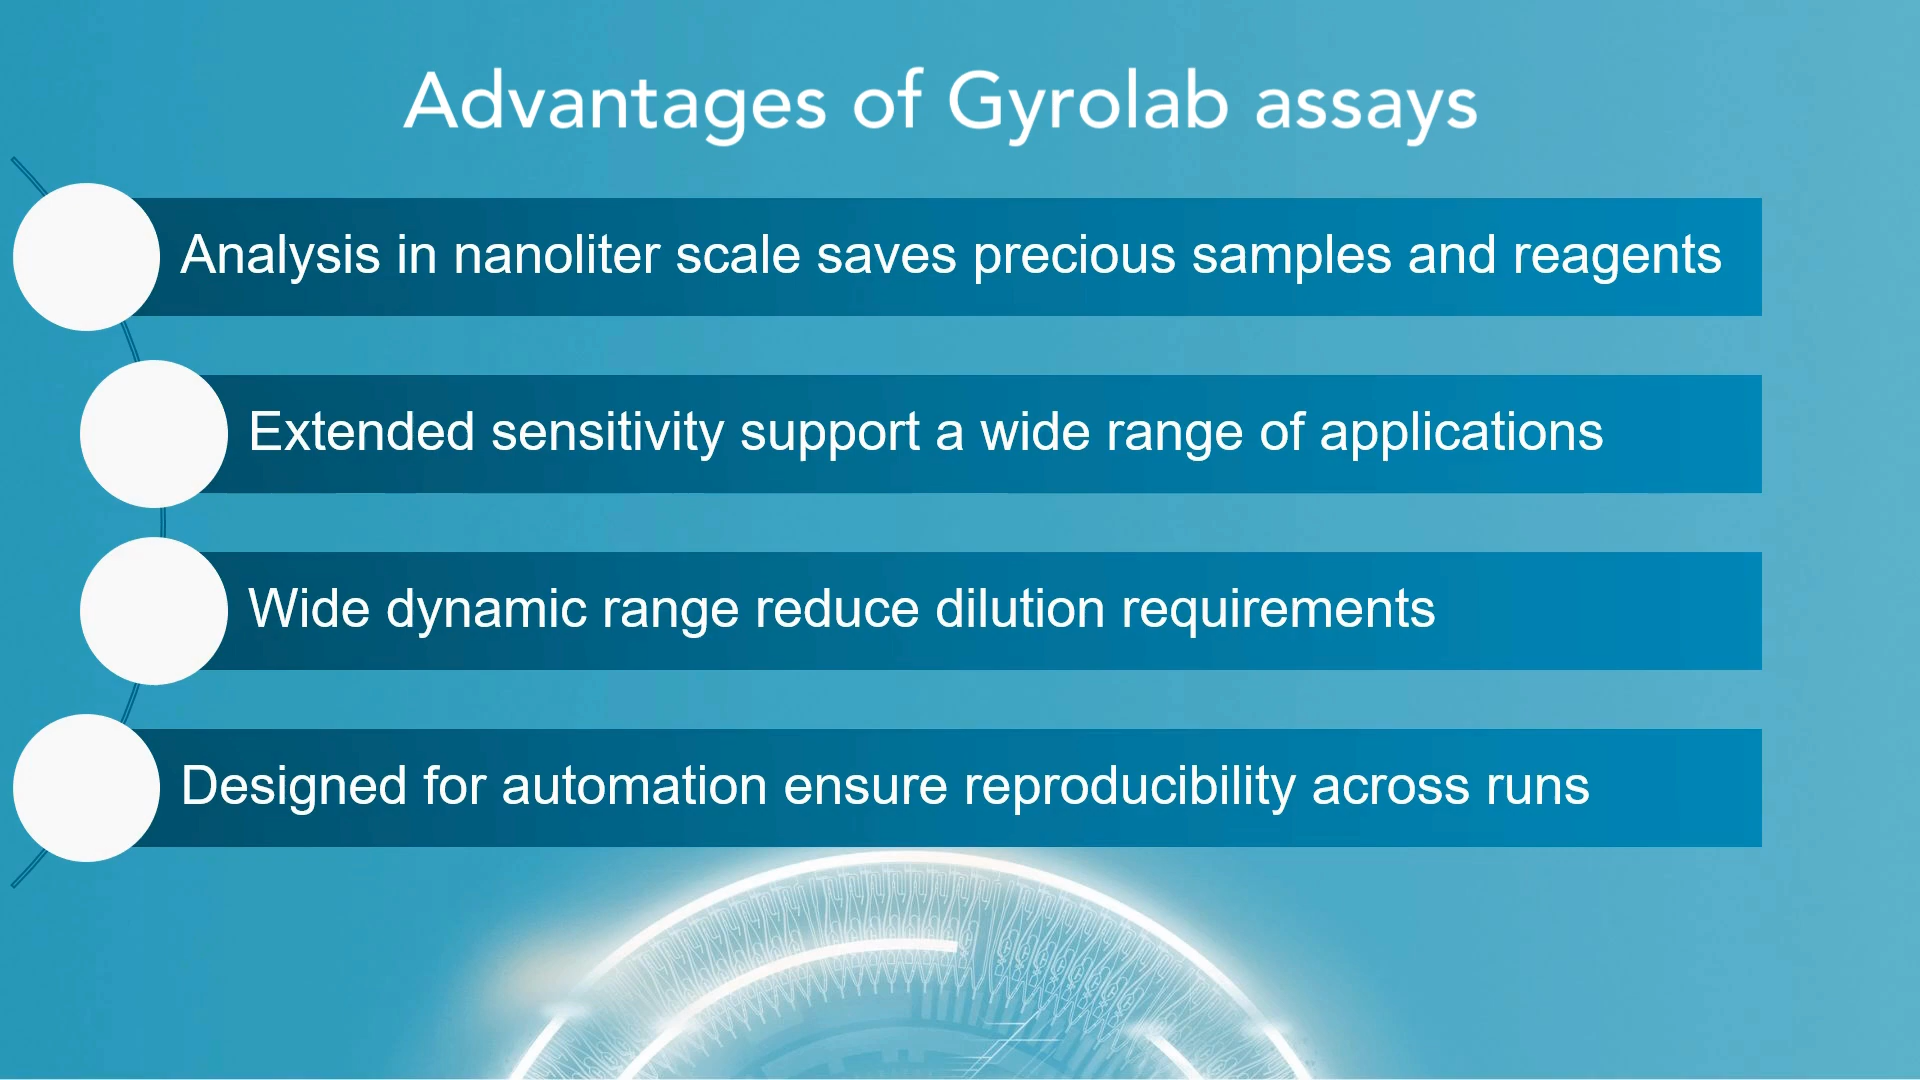 Advantages of Gyrolab assays
Analysis in nanoliter scale saves precious samples and reagents
Extended sensitivity support a wide range of applications
Wide dynamic range reduce dilution requirements
Designed for automation ensure reproducibility across runs